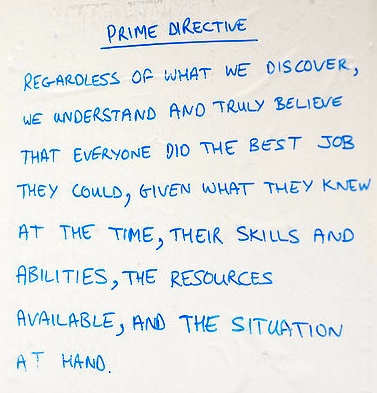 PRIME DIRECTIVE
REGARDLESS OF WHAT WE DISCOVER,
WE UNDERSTAND AND TRULY BELIEVE
THAT EVERYONE DID THE BEST JOB
THEY COULD, GIVEN WHAT THEY KNEW
AT THE TIME, THEIR SKILLS AND
ABILITIES, THE RESOURCES
AVAILABLE, AND THE SITUATION
AT HAND.